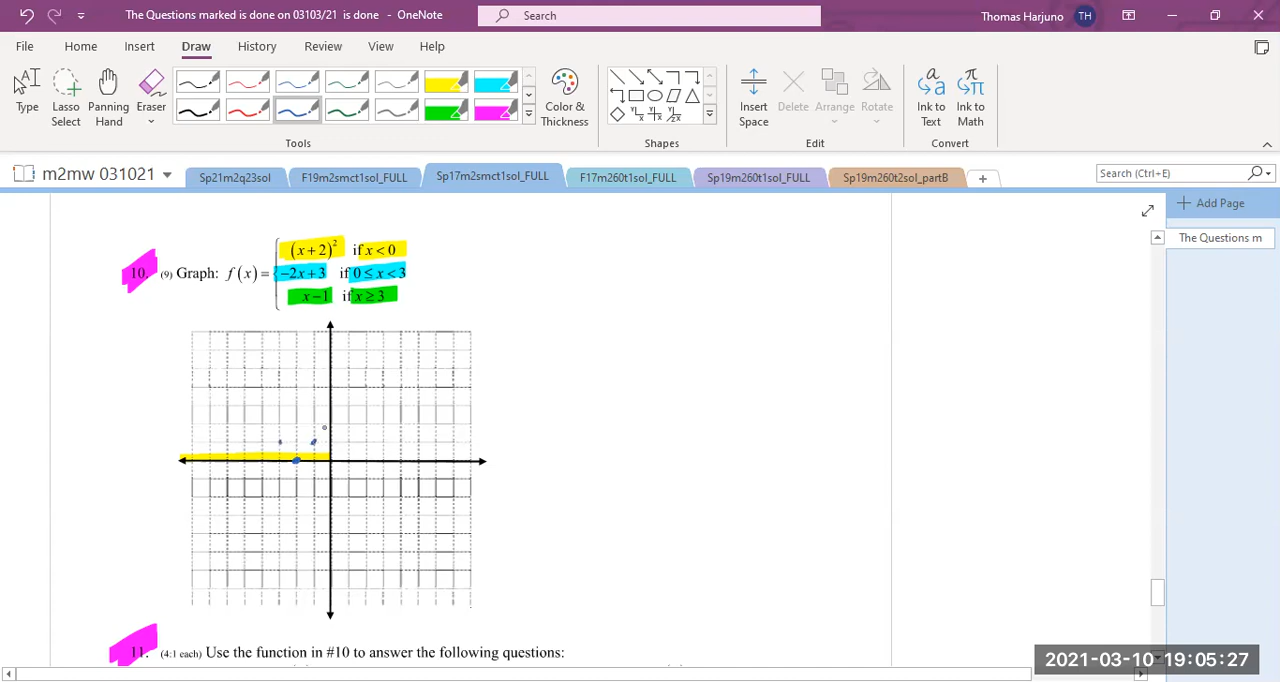 The Questions marked is done on 03103/21 is done - OneNote
Search
Thomas Harjuno
TH
File
Home
Insert
Draw
History
Review
View
Help
Type
Lasso Select
Panning Hand
Eraser
Color & Thickness
Insert Space
Delete
Arrange
Rotate
Ink to Text
Ink to Math
Tools
Shapes
Edit
Convert
m2mw 031021
Sp21m2q23sol
F19m2smct1sol_FULL
Sp17m2smct1sol_FULL
F17m260t1sol_FULL
Sp19m260t1sol_FULL
Sp19m260t2sol_partB
Search (Ctrl+E)
Add Page
The Questions m
(x+2)² if x < 0
10. (9) Graph: f(x) = { −2x+3 if 0 ≤ x < 3
x−1 if x ≥ 3
11. (4:1 each) Use the function in #10 to answer the following questions:
2021-03-10 19:05:27